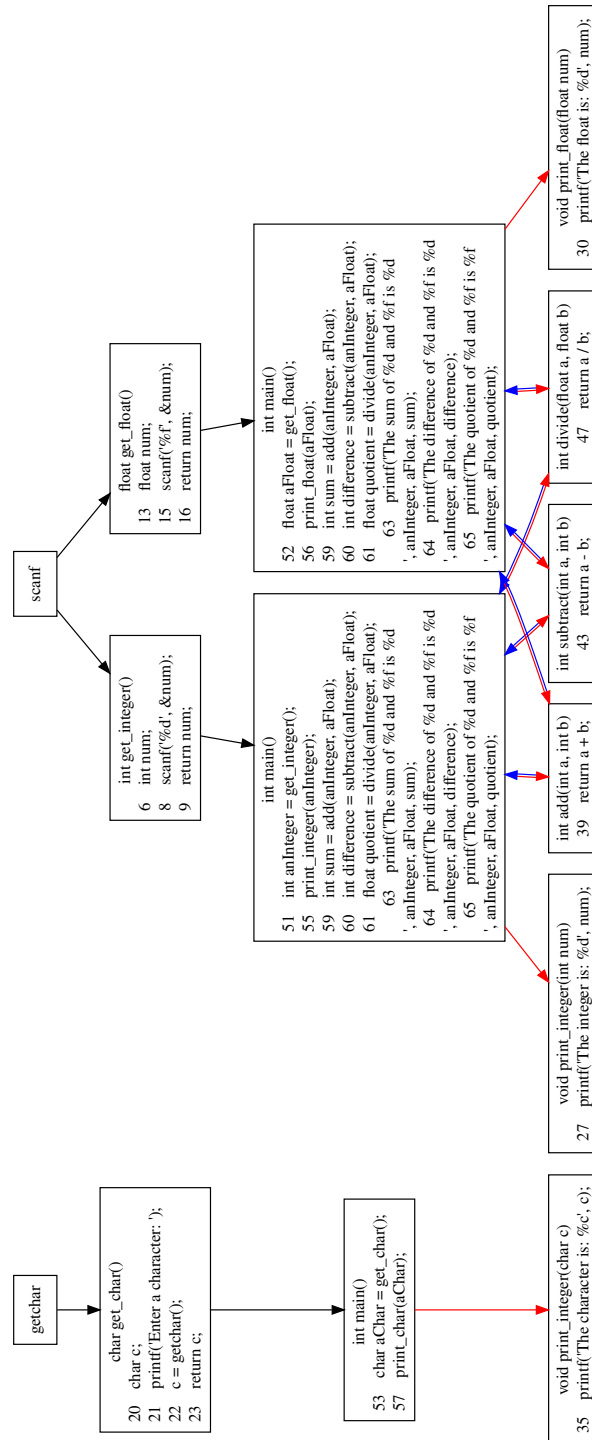 getchar
char get_char()
20 char c;
21 printf('Enter a character: ');
22 c = getchar();
23 return c;
int main()
53 char aChar = get_char();
57 print_char(aChar);
void print_integer(char c)
35 printf('The character is: %c', c);
scanf
int get_integer()
6 int num;
8 scanf('%d', &num);
9 return num;
float get_float()
13 float num;
15 scanf('%f', &num);
16 return num;
int main()
51 int anInteger = get_integer();
55 print_integer(anInteger);
59 int sum = add(anInteger, aFloat);
60 int difference = subtract(anInteger, aFloat);
61 float quotient = divide(anInteger, aFloat);
63 printf('The sum of %d and %f is %d
', anInteger, aFloat, sum);
64 printf('The difference of %d and %f is %d
', anInteger, aFloat, difference);
65 printf('The quotient of %d and %f is %f
', anInteger, aFloat, quotient);
int main()
52 float aFloat = get_float();
56 print_float(aFloat);
59 int sum = add(anInteger, aFloat);
60 int difference = subtract(anInteger, aFloat);
61 float quotient = divide(anInteger, aFloat);
63 printf('The sum of %d and %f is %d
', anInteger, aFloat, sum);
64 printf('The difference of %d and %f is %d
', anInteger, aFloat, difference);
65 printf('The quotient of %d and %f is %f
', anInteger, aFloat, quotient);
void print_integer(int num)
27 printf('The integer is: %d', num);
int add(int a, int b)
39 return a + b;
int subtract(int a, int b)
43 return a - b;
int divide(float a, float b)
47 return a / b;
void print_float(float num)
30 printf('The float is: %d', num);